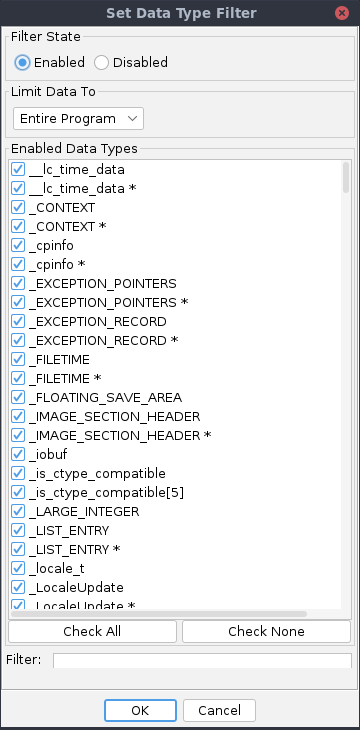 Set Data Type Filter
Filter State
Enabled Disabled
Limit Data To
Entire Program
Enabled Data Types
__lc_time_data
__lc_time_data *
_CONTEXT
_CONTEXT *
_cpinfo
_cpinfo *
_EXCEPTION_POINTERS
_EXCEPTION_POINTERS *
_EXCEPTION_RECORD
_EXCEPTION_RECORD *
_FILETIME
_FILETIME *
_FLOATING_SAVE_AREA
_IMAGE_SECTION_HEADER
_IMAGE_SECTION_HEADER *
_iobuf
_is_ctype_compatible
_is_ctype_compatible[5]
_LARGE_INTEGER
_LIST_ENTRY
_LIST_ENTRY *
_locale_t
_LocaleUpdate
_LocaleUpdate *
Check All Check None
Filter:
OK Cancel